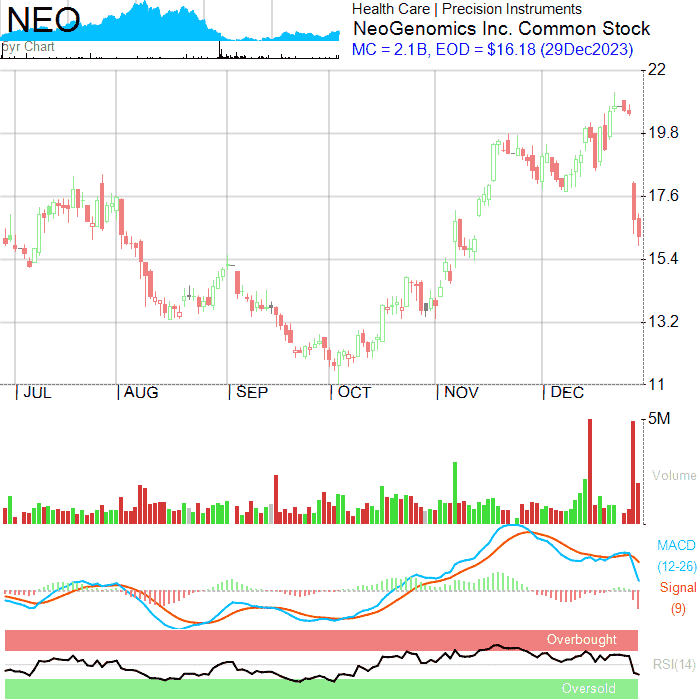 NEO
Health Care | Precision Instruments
NeoGenomics Inc. Common Stock
MC = 2.1B, EOD = $16.18 (29Dec2023)
5yr Chart
22
19.8
17.6
15.4
13.2
11
JUL AUG SEP OCT NOV DEC
5M
Volume
MACD
(12-26)
Signal
(9)
Overbought
RSI(14)
Oversold